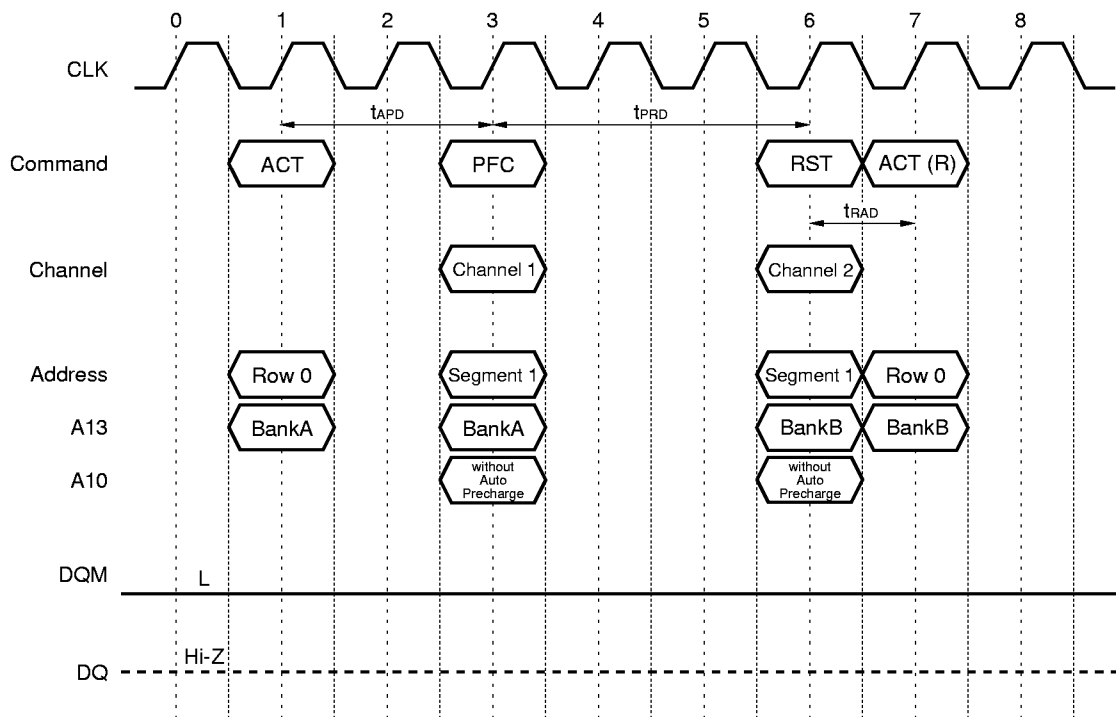 0 1 2 3 4 5 6 7 8
CLK
tAPD tPRD
Command ACT PFC RST ACT (R)
tRAD
Channel Channel 1 Channel 2
Address Row 0 Segment 1 Segment 1 Row 0
A13 BankA BankA BankB BankB
A10 without Auto Precharge without Auto Precharge
DQM L
DQ Hi-Z